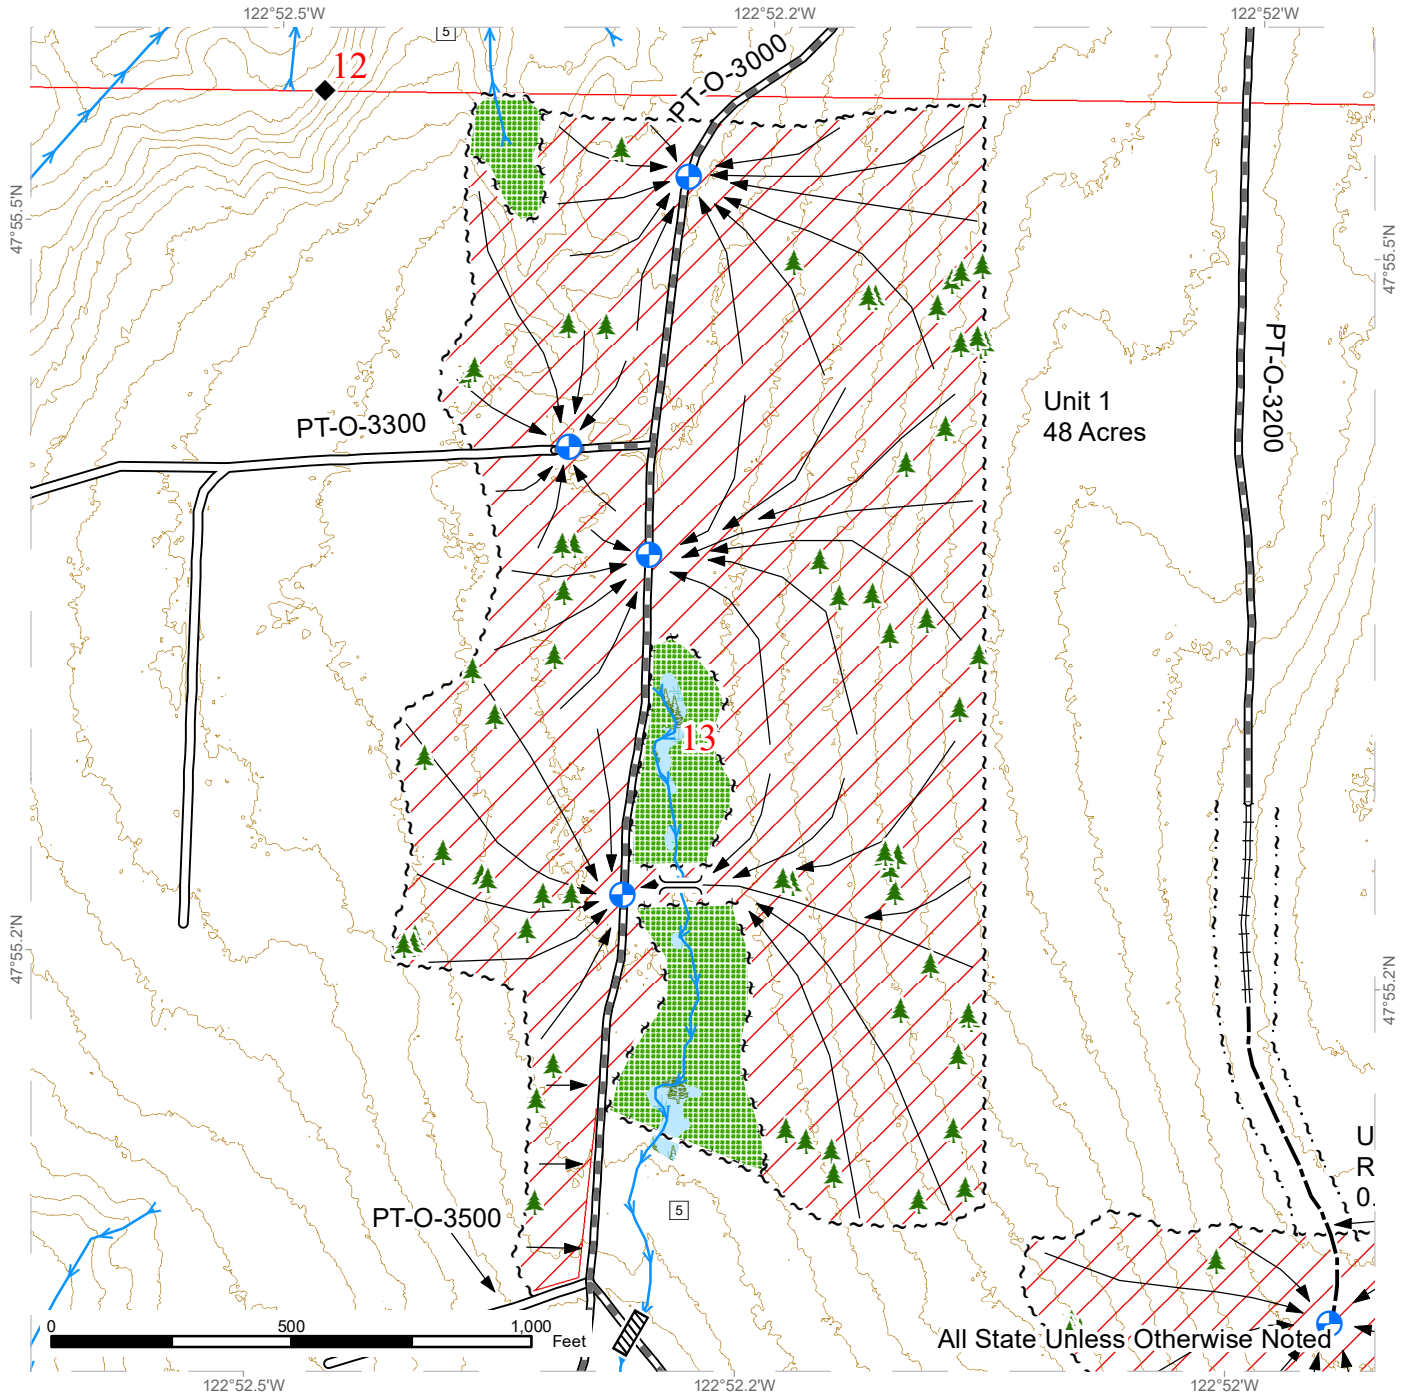 122°52.5'W
122°52.2'W
122°52'W
5
12
PT-O-3000
47°55.5'N
47°55.5'N
PT-O-3200
Unit 1
48 Acres
PT-O-3300
13
47°55.2'N
47°55.2'N
U
R
0.
5
PT-O-3500
0 500 1,000 Feet
All State Unless Otherwise Noted
122°52.5'W
122°52.2'W
122°52'W